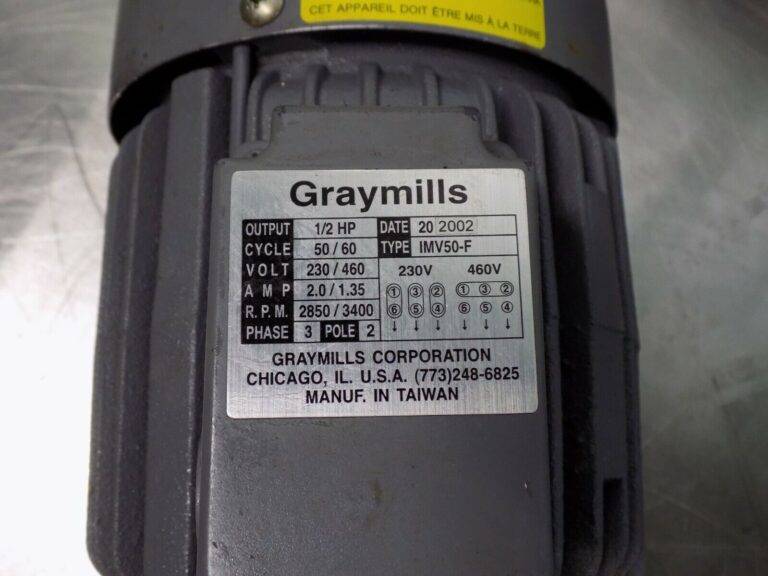 CET APPAREIL DOIT ÊTRE MIS À LA TERRE
Graymills
OUTPUT 1/2 HP DATE 20 2002
CYCLE 50/60 TYPE IMV50-F
VOLT 230/460 230V 460V
AMP 2.0/1.35 ① ③ ② ① ③ ②
R.P.M. 2850/3400 ⑥ ⑤ ④ ⑥ ⑤ ④
PHASE 3 POLE 2 ↓ ↓ ↓ ↓ ↓ ↓
GRAYMILLS CORPORATION
CHICAGO, IL. U.S.A. (773)248-6825
MANUF. IN TAIWAN